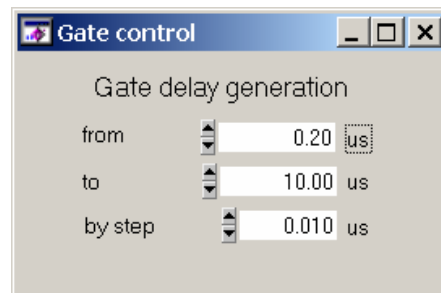 Gate control
Gate delay generation
from 0.20 us
to 10.00 us
by step 0.010 us